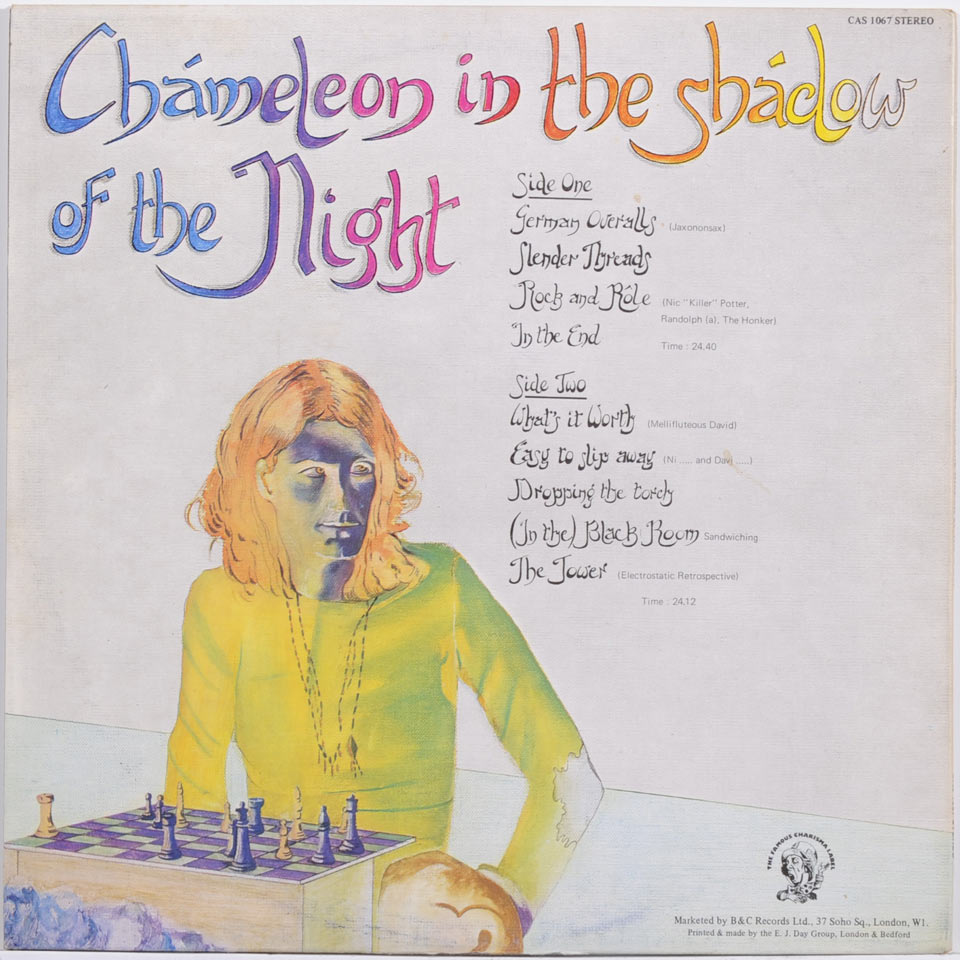 CAS 1067 STEREO
Chámeleon in the shádow
of the Night
Side One
German Overalls (Jaxononsax)
Slender Threads
Rock and Rôle (Nic "Killer" Potter,
Randolph (a), The Honker)
In the End Time : 24.40
Side Two
What's it Worth (Mellifluteous David)
Easy to slip away (Ni ..... and Davi .....)
Dropping the torch
(In the) Black Room Sandwiching
The Tower (Electrostatic Retrospective)
Time : 24.12
THE FAMOUS CHARISMA LABEL
Marketed by B&C Records Ltd., 37 Soho Sq., London, W1.
Printed & made by the E. J. Day Group, London & Bedford